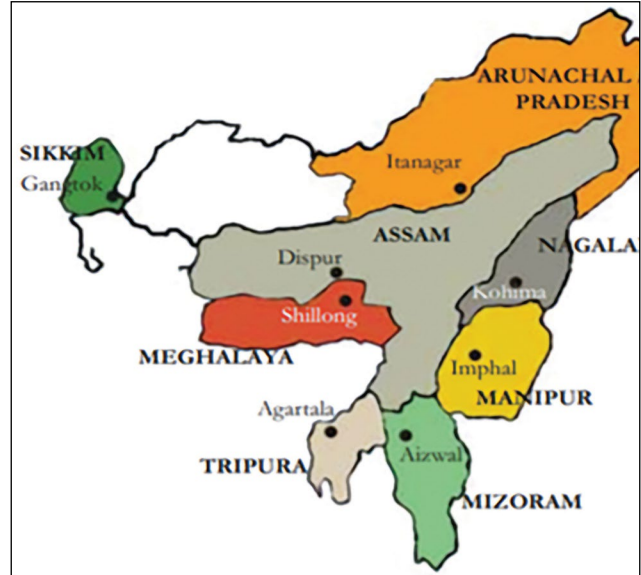 ARUNACHAL
PRADESH
SIKKIM
Gangtok
Itanagar
ASSAM
NAGALA
Dispur
Kohima
Shillong
MEGHALAYA
Imphal
MANIPUR
Agartala
TRIPURA
Aizwal
MIZORAM